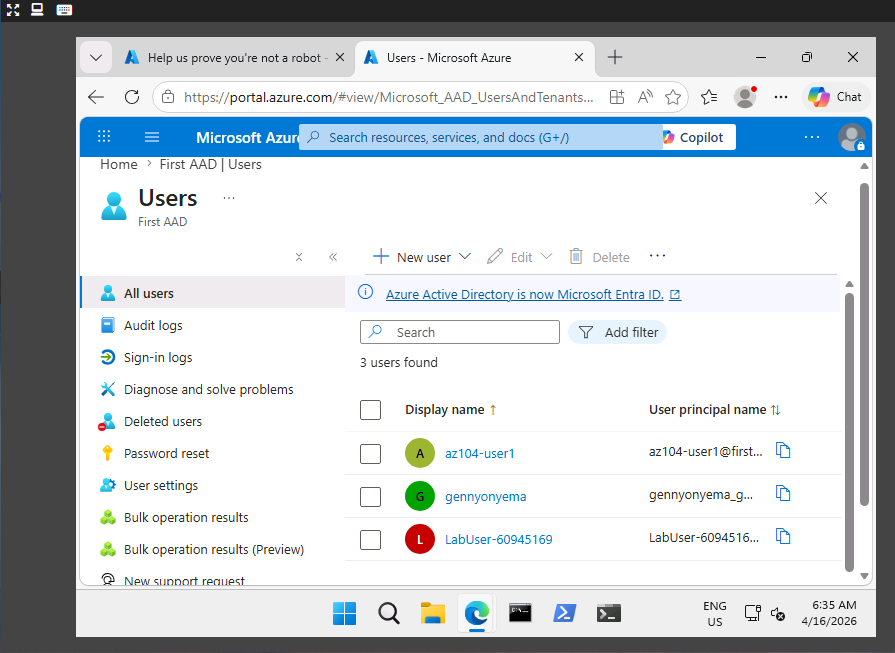 Help us prove you're not a robot -
Users - Microsoft Azure
https://portal.azure.com/#view/Microsoft_AAD_UsersAndTenants...
Chat
Microsoft Azure
Search resources, services, and docs (G+/)
Copilot
Home > First AAD | Users
Users
First AAD
New user
Edit
Delete
All users
Audit logs
Sign-in logs
Diagnose and solve problems
Deleted users
Password reset
User settings
Bulk operation results
Bulk operation results (Preview)
New support request
Azure Active Directory is now Microsoft Entra ID.
Search
Add filter
3 users found
Display name ↑ User principal name ↑↓
A az104-user1 az104-user1@first...
G gennyonyema gennyonyema_g...
L LabUser-60945169 LabUser-6094516...
ENG
US
6:35 AM
4/16/2026